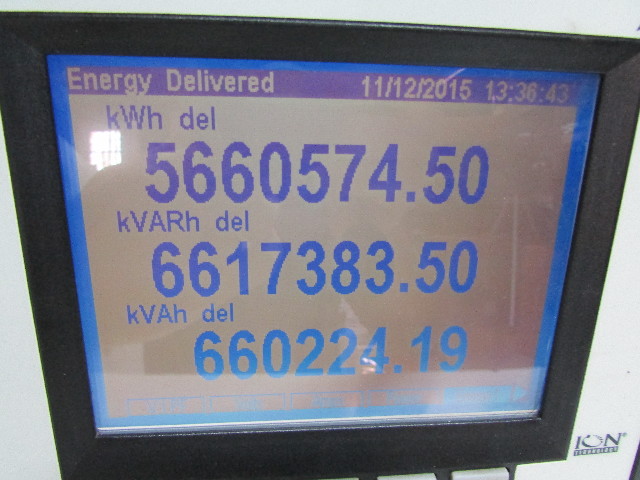 Energy Delivered 11/12/2015 13:36:43
kWh del
5660574.50
kVARh del
6617383.50
kVAh del
660224.19
ION®
TECHNOLOGY